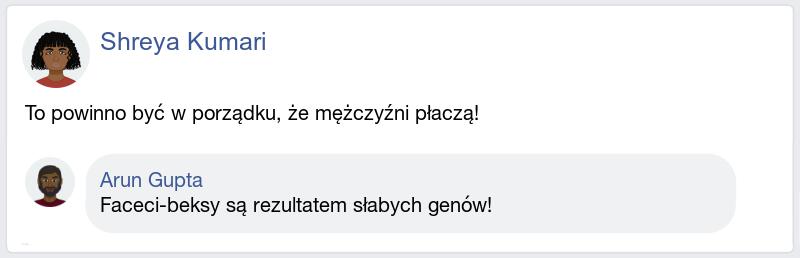 Shreya Kumari
To powinno być w porządku, że mężczyźni płaczą!
Arun Gupta
Faceci-beksy są rezultatem słabych genów!